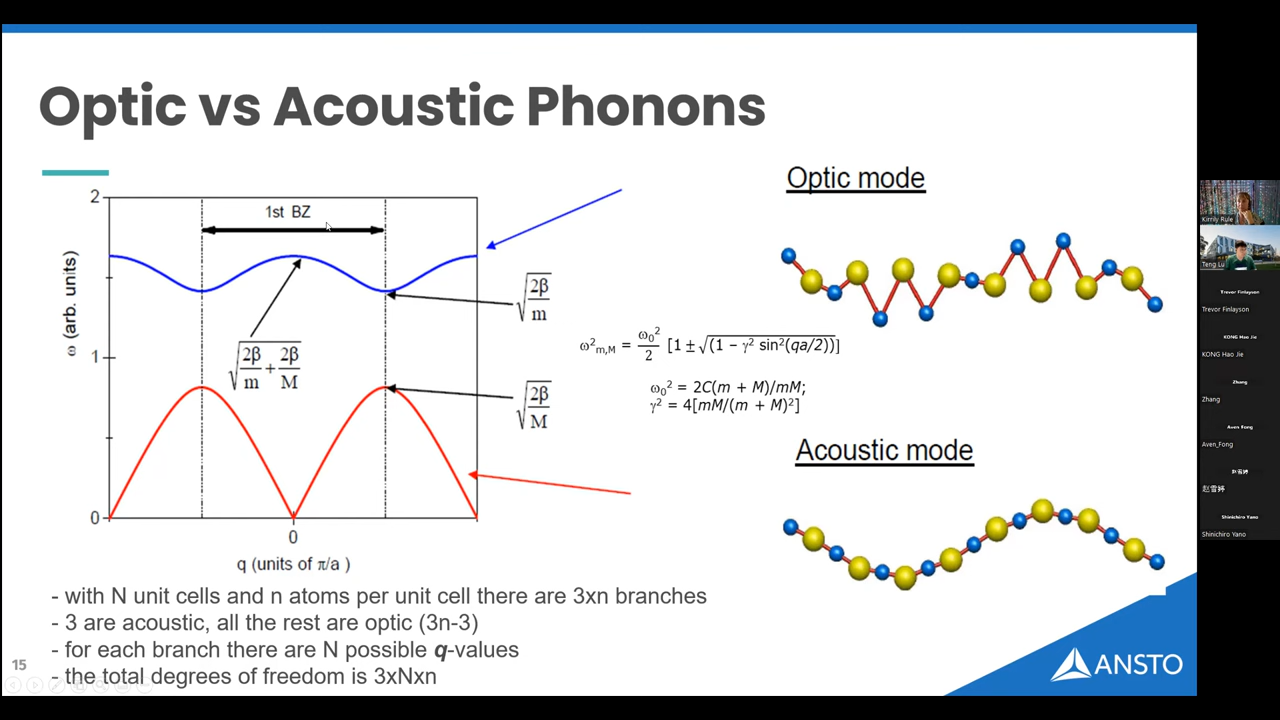 Optic vs Acoustic Phonons
2
1st BZ
ω (arb. units)
1
0
0
q (units of π/a )
√2β/m
√2β/m + 2β/M
√2β/M
Optic mode
ω²m,M = ω₀²/2 [1 ± √(1 − γ² sin²(qa/2))]
ω₀² = 2C(m + M)/mM;
γ² = 4[mM/(m + M)²]
Acoustic mode
- with N unit cells and n atoms per unit cell there are 3xn branches
- 3 are acoustic, all the rest are optic (3n-3)
- for each branch there are N possible q-values
- the total degrees of freedom is 3xNxn
15
ANSTO
Kirrily Rule
Teng Lu
Trevor Finlayson
Trevor Finlayson
KONG Hao Jie
KONG Hao Jie
Zhang
Zhang
Aven Fong
Aven_Fong
赵雪婷
赵雪婷
Shinichiro Yano
Shinichiro Yano